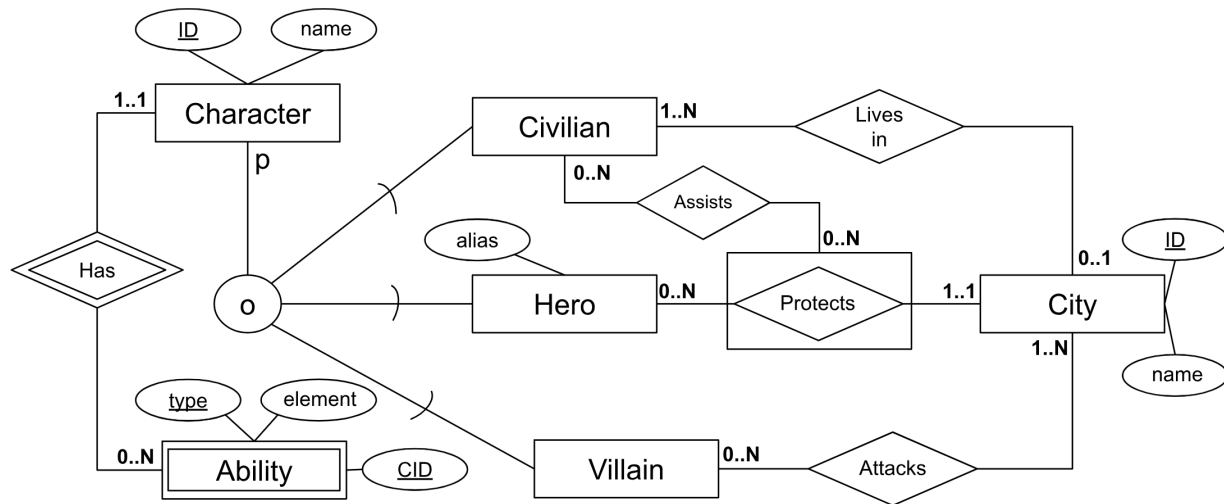 ID
name
1..1
Character
p
Civilian
1..N
Lives
in
0..N
Assists
0..N
Has
alias
o
Hero
0..N
Protects
1..1
0..1
City
ID
1..N
name
type
element
0..N
Ability
CID
Villain
0..N
Attacks